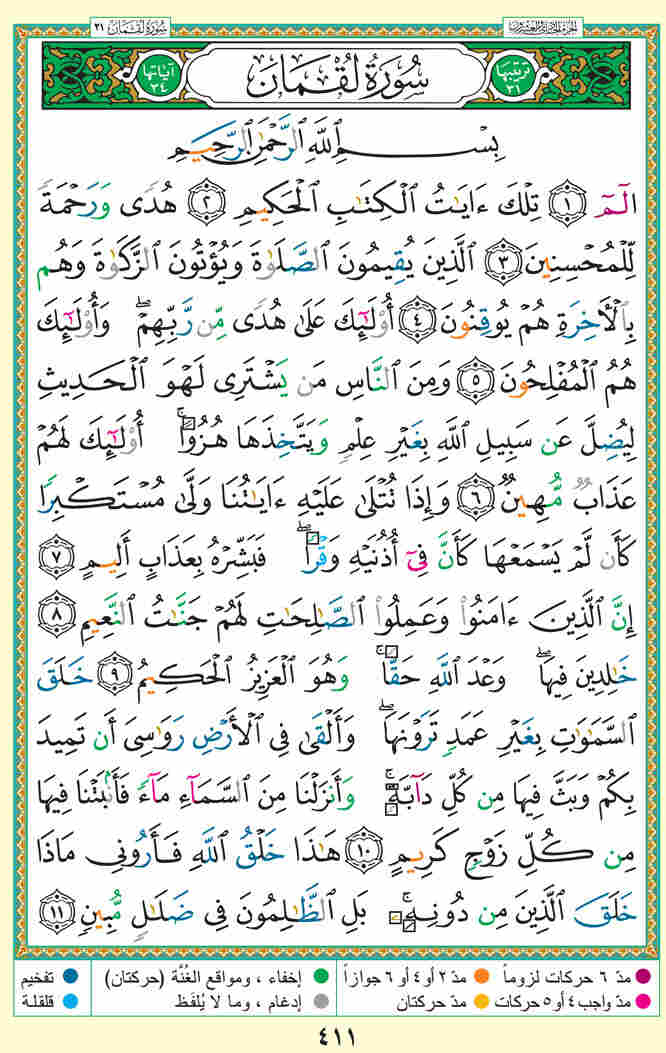 سُورَةُ لُقْمَان ٣١
الجزء الحادي والعشرون
ترتيبها ٣١
سُورَةُ لُقْمَان
آياتها ٣٤
بِسْمِ ٱللَّهِ ٱلرَّحْمَٰنِ ٱلرَّحِيمِ
الٓمٓ ١ تِلْكَ ءَايَٰتُ ٱلْكِتَٰبِ ٱلْحَكِيمِ ٢ هُدًى وَرَحْمَةً
لِّلْمُحْسِنِينَ ٣ ٱلَّذِينَ يُقِيمُونَ ٱلصَّلَوٰةَ وَيُؤْتُونَ ٱلزَّكَوٰةَ وَهُم
بِٱلْأَخِرَةِ هُمْ يُوقِنُونَ ٤ أُو۟لَٰٓئِكَ عَلَىٰ هُدًى مِّن رَّبِّهِمْ ۖ وَأُو۟لَٰٓئِكَ
هُمُ ٱلْمُفْلِحُونَ ٥ وَمِنَ ٱلنَّاسِ مَن يَشْتَرِى لَهْوَ ٱلْحَدِيثِ
لِيُضِلَّ عَن سَبِيلِ ٱللَّهِ بِغَيْرِ عِلْمٍ وَيَتَّخِذَهَا هُزُوًا ۚ أُو۟لَٰٓئِكَ لَهُمْ
عَذَابٌ مُّهِينٌ ٦ وَإِذَا تُتْلَىٰ عَلَيْهِ ءَايَٰتُنَا وَلَّىٰ مُسْتَكْبِرًا
كَأَن لَّمْ يَسْمَعْهَا كَأَنَّ فِىٓ أُذُنَيْهِ وَقْرًا ۖ فَبَشِّرْهُ بِعَذَابٍ أَلِيمٍ ٧
إِنَّ ٱلَّذِينَ ءَامَنُوا۟ وَعَمِلُوا۟ ٱلصَّٰلِحَٰتِ لَهُمْ جَنَّٰتُ ٱلنَّعِيمِ ٨
خَٰلِدِينَ فِيهَا ۖ وَعْدَ ٱللَّهِ حَقًّا ۚ وَهُوَ ٱلْعَزِيزُ ٱلْحَكِيمُ ٩ خَلَقَ
ٱلسَّمَٰوَٰتِ بِغَيْرِ عَمَدٍ تَرَوْنَهَا ۖ وَأَلْقَىٰ فِى ٱلْأَرْضِ رَوَٰسِىَ أَن تَمِيدَ
بِكُمْ وَبَثَّ فِيهَا مِن كُلِّ دَآبَّةٍ ۚ وَأَنزَلْنَا مِنَ ٱلسَّمَآءِ مَآءً فَأَنۢبَتْنَا فِيهَا
مِن كُلِّ زَوْجٍ كَرِيمٍ ١٠ هَٰذَا خَلْقُ ٱللَّهِ فَأَرُونِى مَاذَا
خَلَقَ ٱلَّذِينَ مِن دُونِهِۦ ۚ بَلِ ٱلظَّٰلِمُونَ فِى ضَلَٰلٍ مُّبِينٍ ١١
مدّ ٦ حركات لزوماً
مدّ ٢ أو ٤ أو ٦ جوازاً
إخفاء ، ومواقع الغُنَّة (حركتان)
تفخيم
مدّ واجب ٤ أو ٥ حركات
مدّ حركتان
إدغام ، وما لا يُلفَظ
قلقلة
٤١١